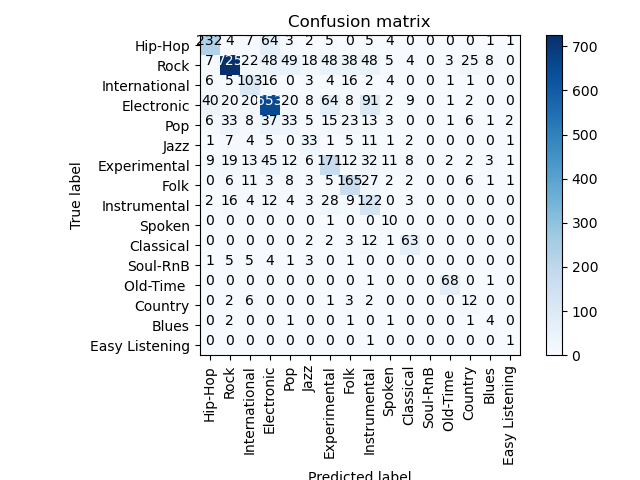 Confusion matrix
Hip-Hop 232 4 7 64 3 2 5 0 5 4 0 0 0 0 1 1
Rock 7 723 22 48 49 18 48 38 48 5 4 0 3 25 8 0
International 6 5 103 16 0 3 4 16 2 4 0 0 1 1 0 0
Electronic 40 20 20 653 20 8 64 8 91 2 9 0 1 2 0 0
Pop 6 33 8 37 33 5 15 23 13 3 0 0 1 6 1 2
Jazz 1 7 4 5 0 33 1 5 11 1 2 0 0 0 0 1
Experimental 9 19 13 45 12 6 171 12 32 11 8 0 2 2 3 1
Folk 0 6 11 3 8 3 5 165 27 2 2 0 0 6 1 1
Instrumental 2 16 4 12 4 3 28 9 122 0 3 0 0 0 0 0
Spoken 0 0 0 0 0 0 1 0 0 10 0 0 0 0 0 0
Classical 0 0 0 0 0 2 2 3 12 1 63 0 0 0 0 0
Soul-RnB 1 5 5 4 1 3 0 1 0 0 0 0 0 0 0 0
Old-Time 0 0 0 0 0 0 0 0 1 0 0 0 68 0 1 0
Country 0 2 6 0 0 0 1 3 2 0 0 0 0 12 0 0
Blues 0 2 0 0 1 0 0 1 0 1 0 0 0 1 4 0
Easy Listening 0 0 0 0 0 0 0 0 1 0 0 0 0 0 0 1
True label
Hip-Hop
Rock
International
Electronic
Pop
Jazz
Experimental
Folk
Instrumental
Spoken
Classical
Soul-RnB
Old-Time
Country
Blues
Easy Listening
Predicted label
700
600
500
400
300
200
100
0